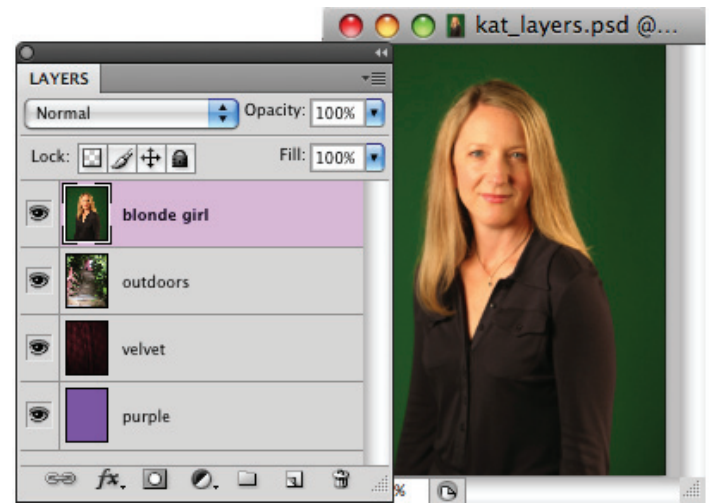 kat_layers.psd @...
LAYERS
Normal Opacity: 100%
Lock: Fill: 100%
blonde girl
outdoors
velvet
purple
fx.
%